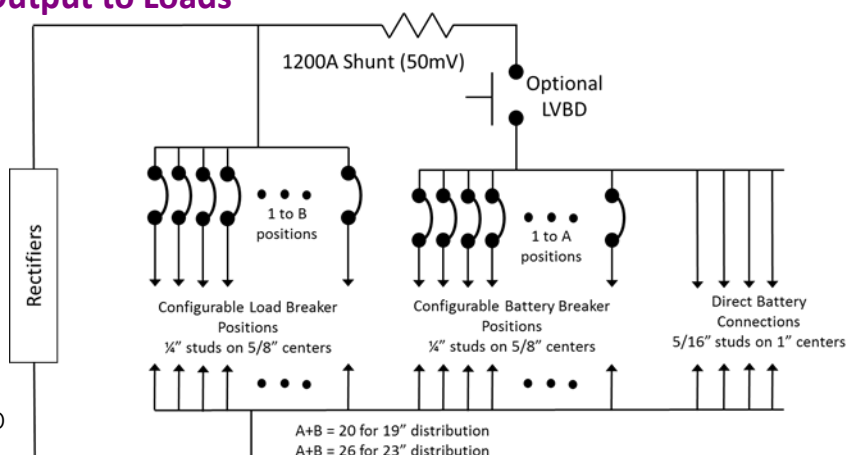 Output to Loads
1200A Shunt (50mV)
Optional
LVBD
Rectifiers
1 to B
positions
1 to A
positions
Configurable Load Breaker
Positions
¼” studs on 5/8” centers
Configurable Battery Breaker
Positions
¼” studs on 5/8” centers
Direct Battery
Connections
5/16” studs on 1” centers
A+B = 20 for 19” distribution
A+B = 26 for 23” distribution